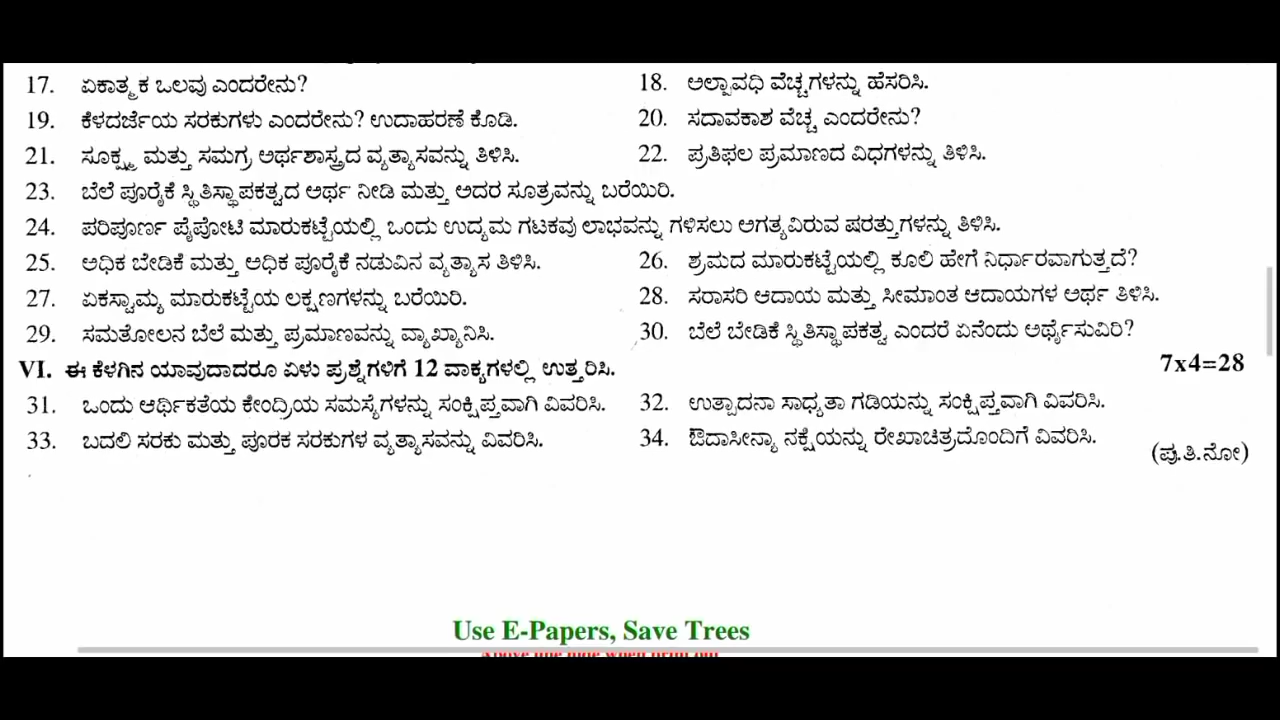 17. ಏಕಾತ್ಮಕ ಒಲವು ಎಂದರೇನು? 18. ಅಲ್ಪಾವಧಿ ವೆಚ್ಚಗಳನ್ನು ಹೆಸರಿಸಿ.
19. ಕೆಳದರ್ಜೆಯ ಸರಕುಗಳು ಎಂದರೇನು? ಉದಾಹರಣೆ ಕೊಡಿ. 20. ಸದಾವಕಾಶ ವೆಚ್ಚ ಎಂದರೇನು?
21. ಸೂಕ್ಷ್ಮ ಮತ್ತು ಸಮಗ್ರ ಅರ್ಥಶಾಸ್ತ್ರದ ವ್ಯತ್ಯಾಸವನ್ನು ತಿಳಿಸಿ. 22. ಪ್ರತಿಫಲ ಪ್ರಮಾಣದ ವಿಧಗಳನ್ನು ತಿಳಿಸಿ.
23. ಬೆಲೆ ಪೂರೈಕೆ ಸ್ಥಿತಿಸ್ಥಾಪಕತ್ವದ ಅರ್ಥ ನೀಡಿ ಮತ್ತು ಅದರ ಸೂತ್ರವನ್ನು ಬರೆಯಿರಿ.
24. ಪರಿಪೂರ್ಣ ಪೈಪೋಟಿ ಮಾರುಕಟ್ಟೆಯಲ್ಲಿ ಒಂದು ಉದ್ಯಮ ಗಟಕವು ಲಾಭವನ್ನು ಗಳಿಸಲು ಅಗತ್ಯವಿರುವ ಷರತ್ತುಗಳನ್ನು ತಿಳಿಸಿ.
25. ಅಧಿಕ ಬೇಡಿಕೆ ಮತ್ತು ಅಧಿಕ ಪೂರೈಕೆ ನಡುವಿನ ವ್ಯತ್ಯಾಸ ತಿಳಿಸಿ. 26. ಶ್ರಮದ ಮಾರುಕಟ್ಟೆಯಲ್ಲಿ ಕೂಲಿ ಹೇಗೆ ನಿರ್ಧಾರವಾಗುತ್ತದೆ?
27. ಏಕಸ್ವಾಮ್ಯ ಮಾರುಕಟ್ಟೆಯ ಲಕ್ಷಣಗಳನ್ನು ಬರೆಯಿರಿ. 28. ಸರಾಸರಿ ಆದಾಯ ಮತ್ತು ಸೀಮಾಂತ ಆದಾಯಗಳ ಅರ್ಥ ತಿಳಿಸಿ.
29. ಸಮತೋಲನ ಬೆಲೆ ಮತ್ತು ಪ್ರಮಾಣವನ್ನು ವ್ಯಾಖ್ಯಾನಿಸಿ. 30. ಬೆಲೆ ಬೇಡಿಕೆ ಸ್ಥಿತಿಸ್ಥಾಪಕತ್ವ ಎಂದರೆ ಏನೆಂದು ಅರ್ಥೈಸುವಿರಿ?
VI. ಈ ಕೆಳಗಿನ ಯಾವುದಾದರೂ ಏಳು ಪ್ರಶ್ನೆಗಳಿಗೆ 12 ವಾಕ್ಯಗಳಲ್ಲಿ ಉತ್ತರಿಸಿ. 7x4=28
31. ಒಂದು ಆರ್ಥಿಕತೆಯ ಕೇಂದ್ರಿಯ ಸಮಸ್ಯೆಗಳನ್ನು ಸಂಕ್ಷಿಪ್ತವಾಗಿ ವಿವರಿಸಿ. 32. ಉತ್ಪಾದನಾ ಸಾಧ್ಯತಾ ಗಡಿಯನ್ನು ಸಂಕ್ಷಿಪ್ತವಾಗಿ ವಿವರಿಸಿ.
33. ಬದಲಿ ಸರಕು ಮತ್ತು ಪೂರಕ ಸರಕುಗಳ ವ್ಯತ್ಯಾಸವನ್ನು ವಿವರಿಸಿ. 34. ಔದಾಸೀನ್ಯಾ ನಕ್ಷೆಯನ್ನು ರೇಖಾಚಿತ್ರದೊಂದಿಗೆ ವಿವರಿಸಿ.
(ಪು.ತಿ.ನೋ)
Use E-Papers, Save Trees